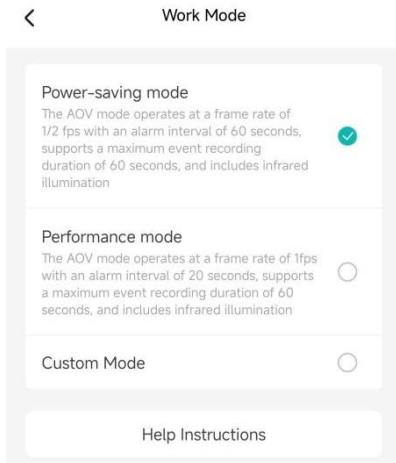 Work Mode
Power-saving mode
The AOV mode operates at a frame rate of
1/2 fps with an alarm interval of 60 seconds,
supports a maximum event recording
duration of 60 seconds, and includes infrared
illumination
Performance mode
The AOV mode operates at a frame rate of 1fps
with an alarm interval of 20 seconds, supports
a maximum event recording duration of 60
seconds, and includes infrared illumination
Custom Mode
Help Instructions